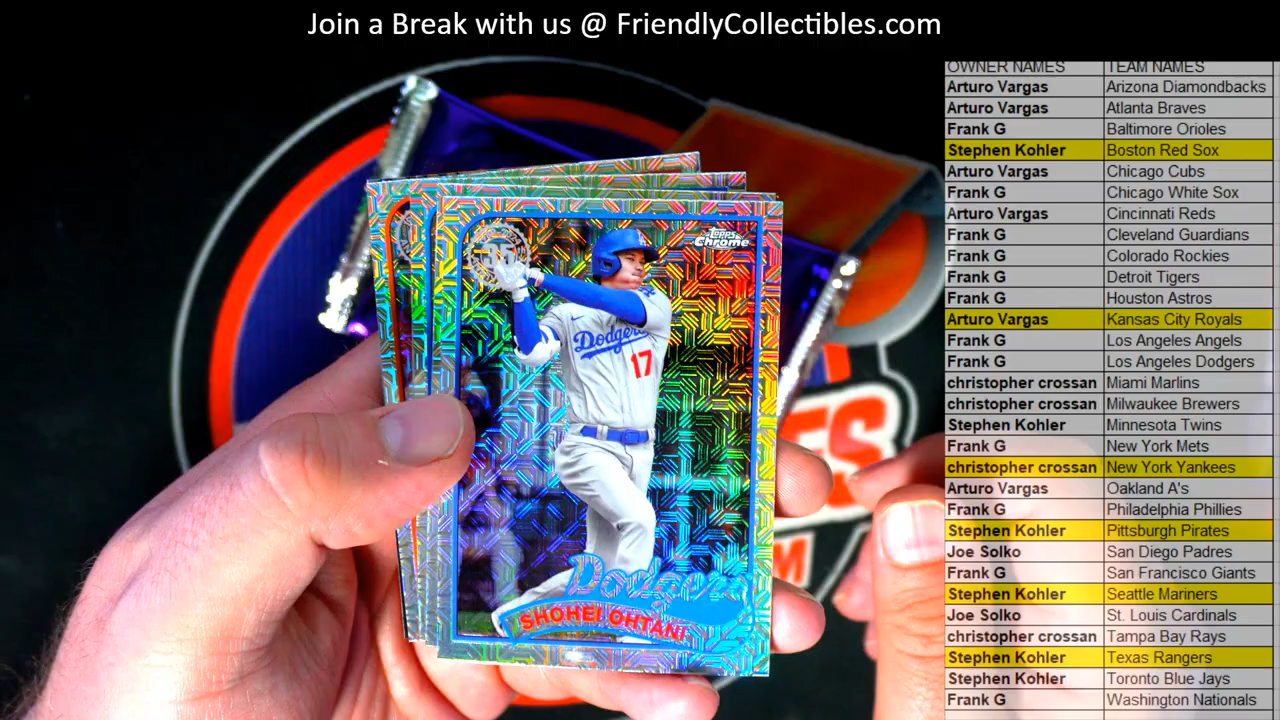 Join a Break with us @ FriendlyCollectibles.com
OWNER NAMES TEAM NAMES
Arturo Vargas Arizona Diamondbacks
Arturo Vargas Atlanta Braves
Frank G Baltimore Orioles
Stephen Kohler Boston Red Sox
Arturo Vargas Chicago Cubs
Frank G Chicago White Sox
Arturo Vargas Cincinnati Reds
Frank G Cleveland Guardians
Frank G Colorado Rockies
Frank G Detroit Tigers
Frank G Houston Astros
Arturo Vargas Kansas City Royals
Frank G Los Angeles Angels
Frank G Los Angeles Dodgers
christopher crossan Miami Marlins
christopher crossan Milwaukee Brewers
Stephen Kohler Minnesota Twins
Frank G New York Mets
christopher crossan New York Yankees
Arturo Vargas Oakland A's
Frank G Philadelphia Phillies
Stephen Kohler Pittsburgh Pirates
Joe Solko San Diego Padres
Frank G San Francisco Giants
Stephen Kohler Seattle Mariners
Joe Solko St. Louis Cardinals
christopher crossan Tampa Bay Rays
Stephen Kohler Texas Rangers
Stephen Kohler Toronto Blue Jays
Frank G Washington Nationals
Topps
Chrome
Dodgers
17
Dodgers
SHOHEI OHTANI